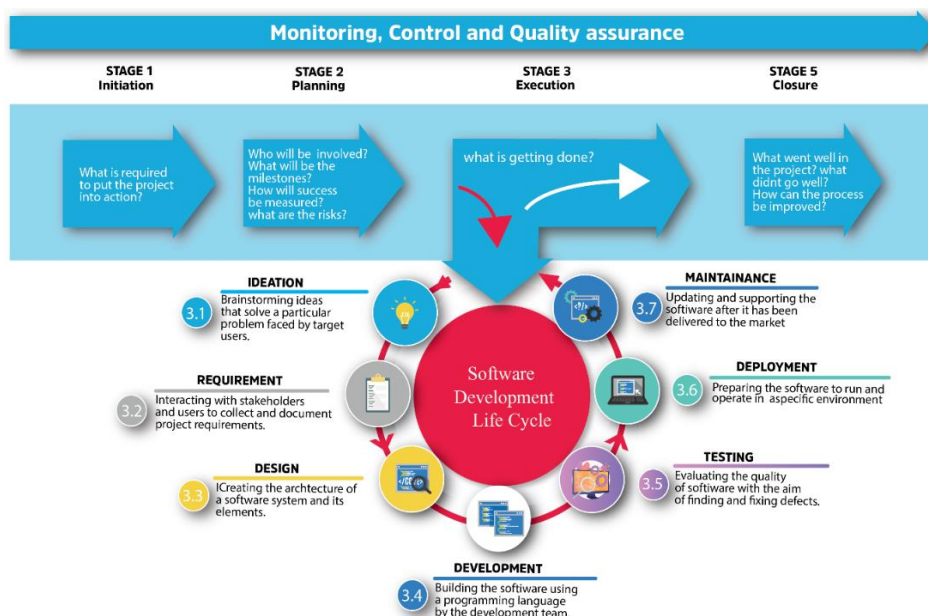 Monitoring, Control and Quality assurance
STAGE 1
Initiation
STAGE 2
Planning
STAGE 3
Execution
STAGE 5
Closure
What is required
to put the project
into action?
Who will be involved?
What will be the
milestones?
How will success
be measured?
what are the risks?
what is getting done?
What went well in
the project? what
didnt go well?
How can the process
be improved?
IDEATION
3.1
Brainstorming ideas
that solve a particular
problem faced by target
users.
REQUIREMENT
3.2
Interacting with stakeholders
and users to collect and document
project requirements.
DESIGN
3.3
ICreating the archtecture of
a software system and its
elements.
DEVELOPMENT
3.4
Building the software using
a programming language
by the development team.
TESTING
3.5
Evaluating the quality
of software with the aim
of finding and fixing defects.
DEPLOYMENT
3.6
Preparing the software to run and
operate in aspecific environment
MAINTAINANCE
3.7
Updating and supporting the
software after it has been
delivered to the market
Software
Development
Life Cycle